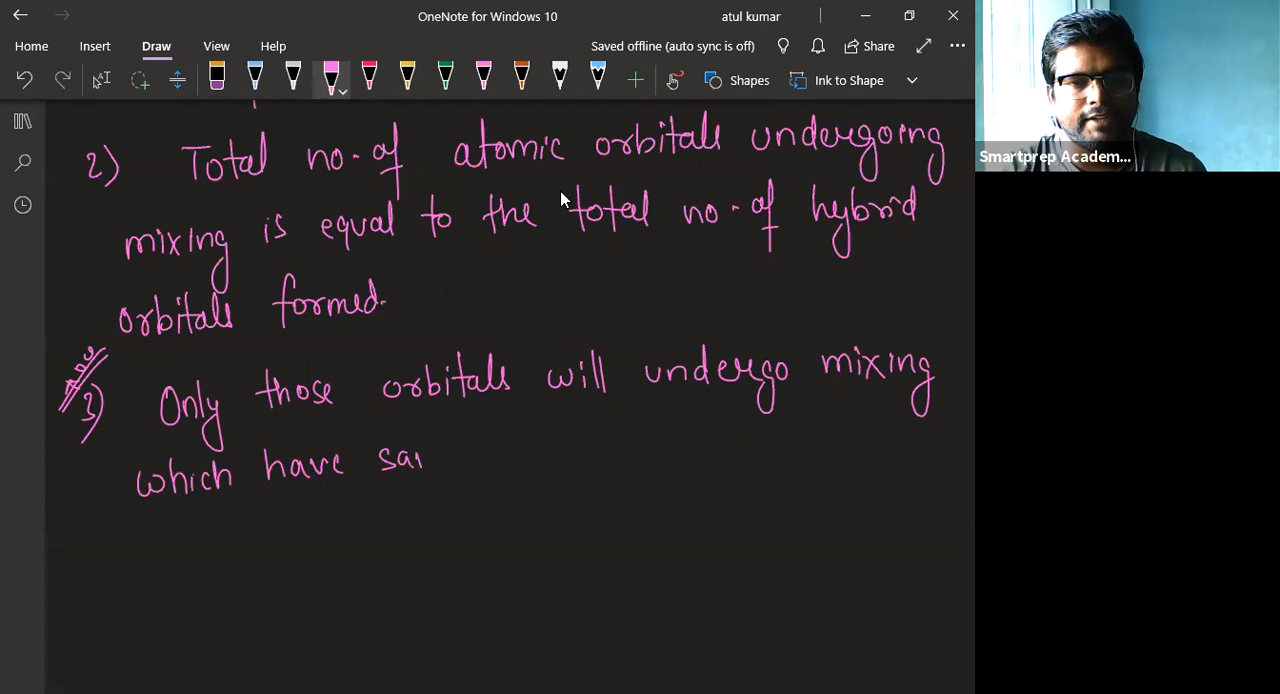 OneNote for Windows 10
atul kumar
Home Insert Draw View Help
Saved offline (auto sync is off)
Share
Shapes
Ink to Shape
Smartprep Academ...
2) Total no. of atomic orbitals undergoing
mixing is equal to the total no. of hybrid
orbitals formed.
3) Only those orbitals will undergo mixing
which have sa